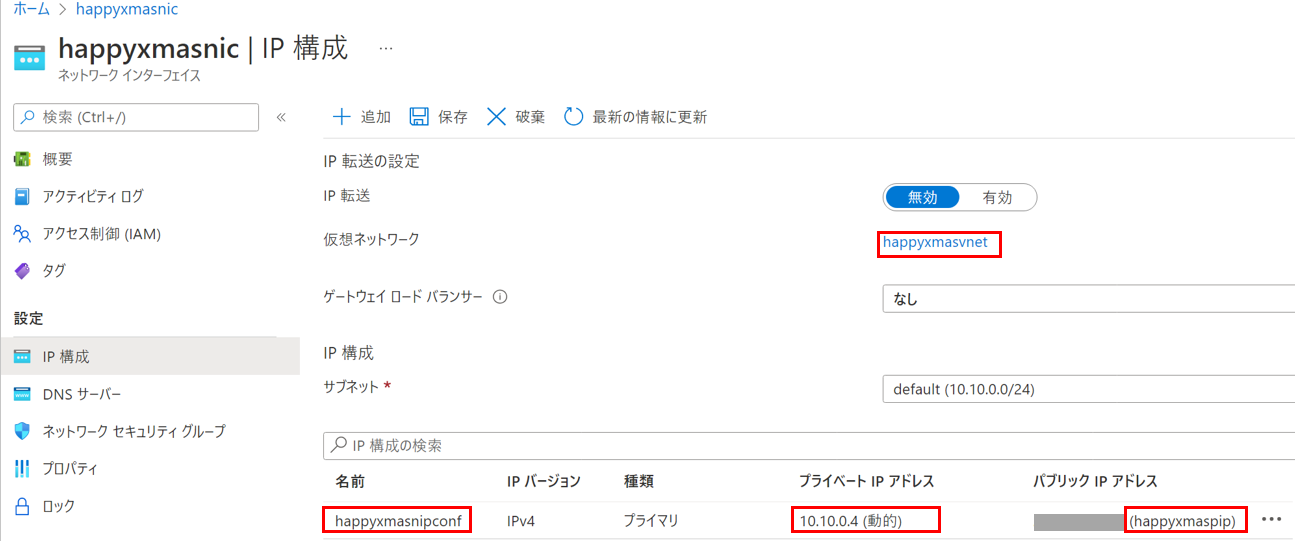 ホーム > happyxmasnic
happyxmasnic | IP 構成 …
ネットワーク インターフェイス
検索 (Ctrl+/) «
追加 保存 破棄 最新の情報に更新
概要
アクティビティ ログ
アクセス制御 (IAM)
タグ
設定
IP 構成
DNS サーバー
ネットワーク セキュリティ グループ
プロパティ
ロック
IP 転送の設定
IP 転送 無効 有効
仮想ネットワーク happyxmasvnet
ゲートウェイ ロード バランサー なし
IP 構成
サブネット * default (10.10.0.0/24)
IP 構成の検索
名前 IP バージョン 種類 プライベート IP アドレス パブリック IP アドレス
happyxmasnipconf IPv4 プライマリ 10.10.0.4 (動的) (happyxmaspip) …